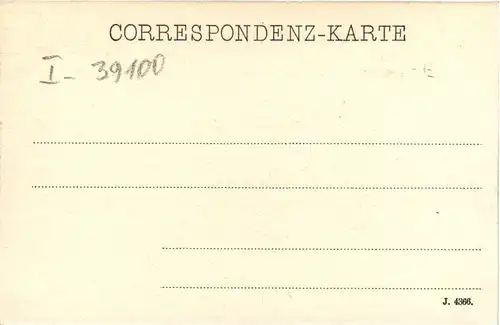 CORRESPONDENZ-KARTE
I - 39100
J. 4366.